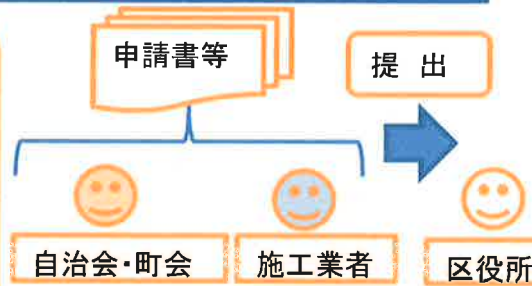 申請書等
提 出
自治会・町会
施工業者
区役所